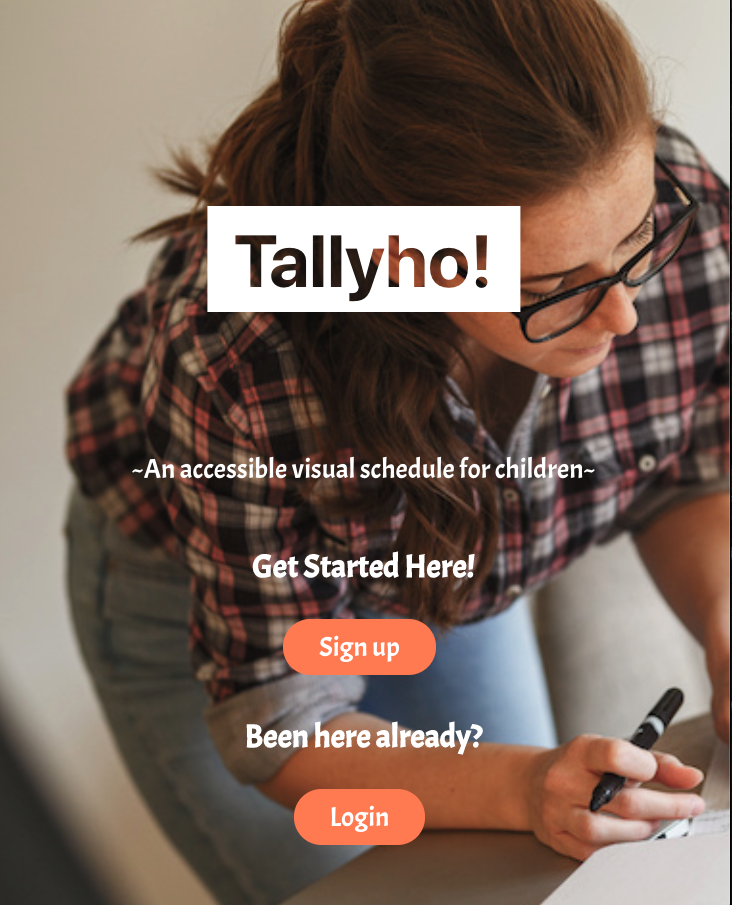 Tallyho!
~An accessible visual schedule for children~
Get Started Here!
Sign up
Been here already?
Login